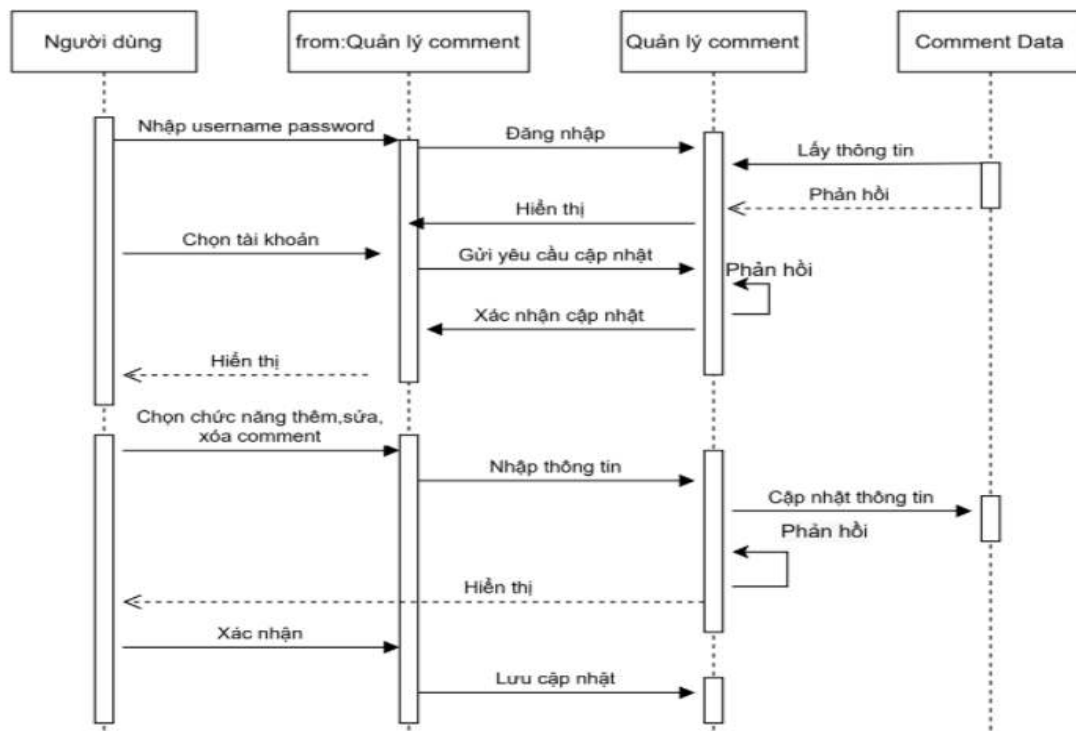 Người dùng
from:Quản lý comment
Quản lý comment
Comment Data
Nhập username password
Đăng nhập
Lấy thông tin
Phản hồi
Hiển thị
Chọn tài khoản
Gửi yêu cầu cập nhật
Phản hồi
Xác nhận cập nhật
Hiển thị
Chọn chức năng thêm,sửa,
xóa comment
Nhập thông tin
Cập nhật thông tin
Phản hồi
Hiển thị
Xác nhận
Lưu cập nhật